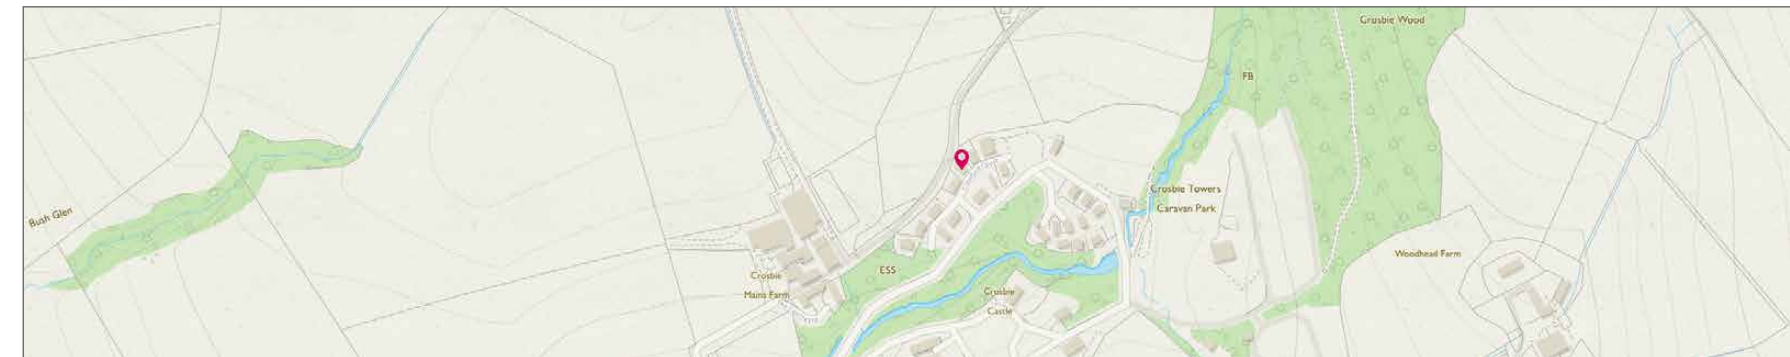 Crosbie Wood
FB
Crosbie Towers
Caravan Park
Bush Glen
Woodhead Farm
ESS
Crosbie
Mains Farm
Crosbie
Castle